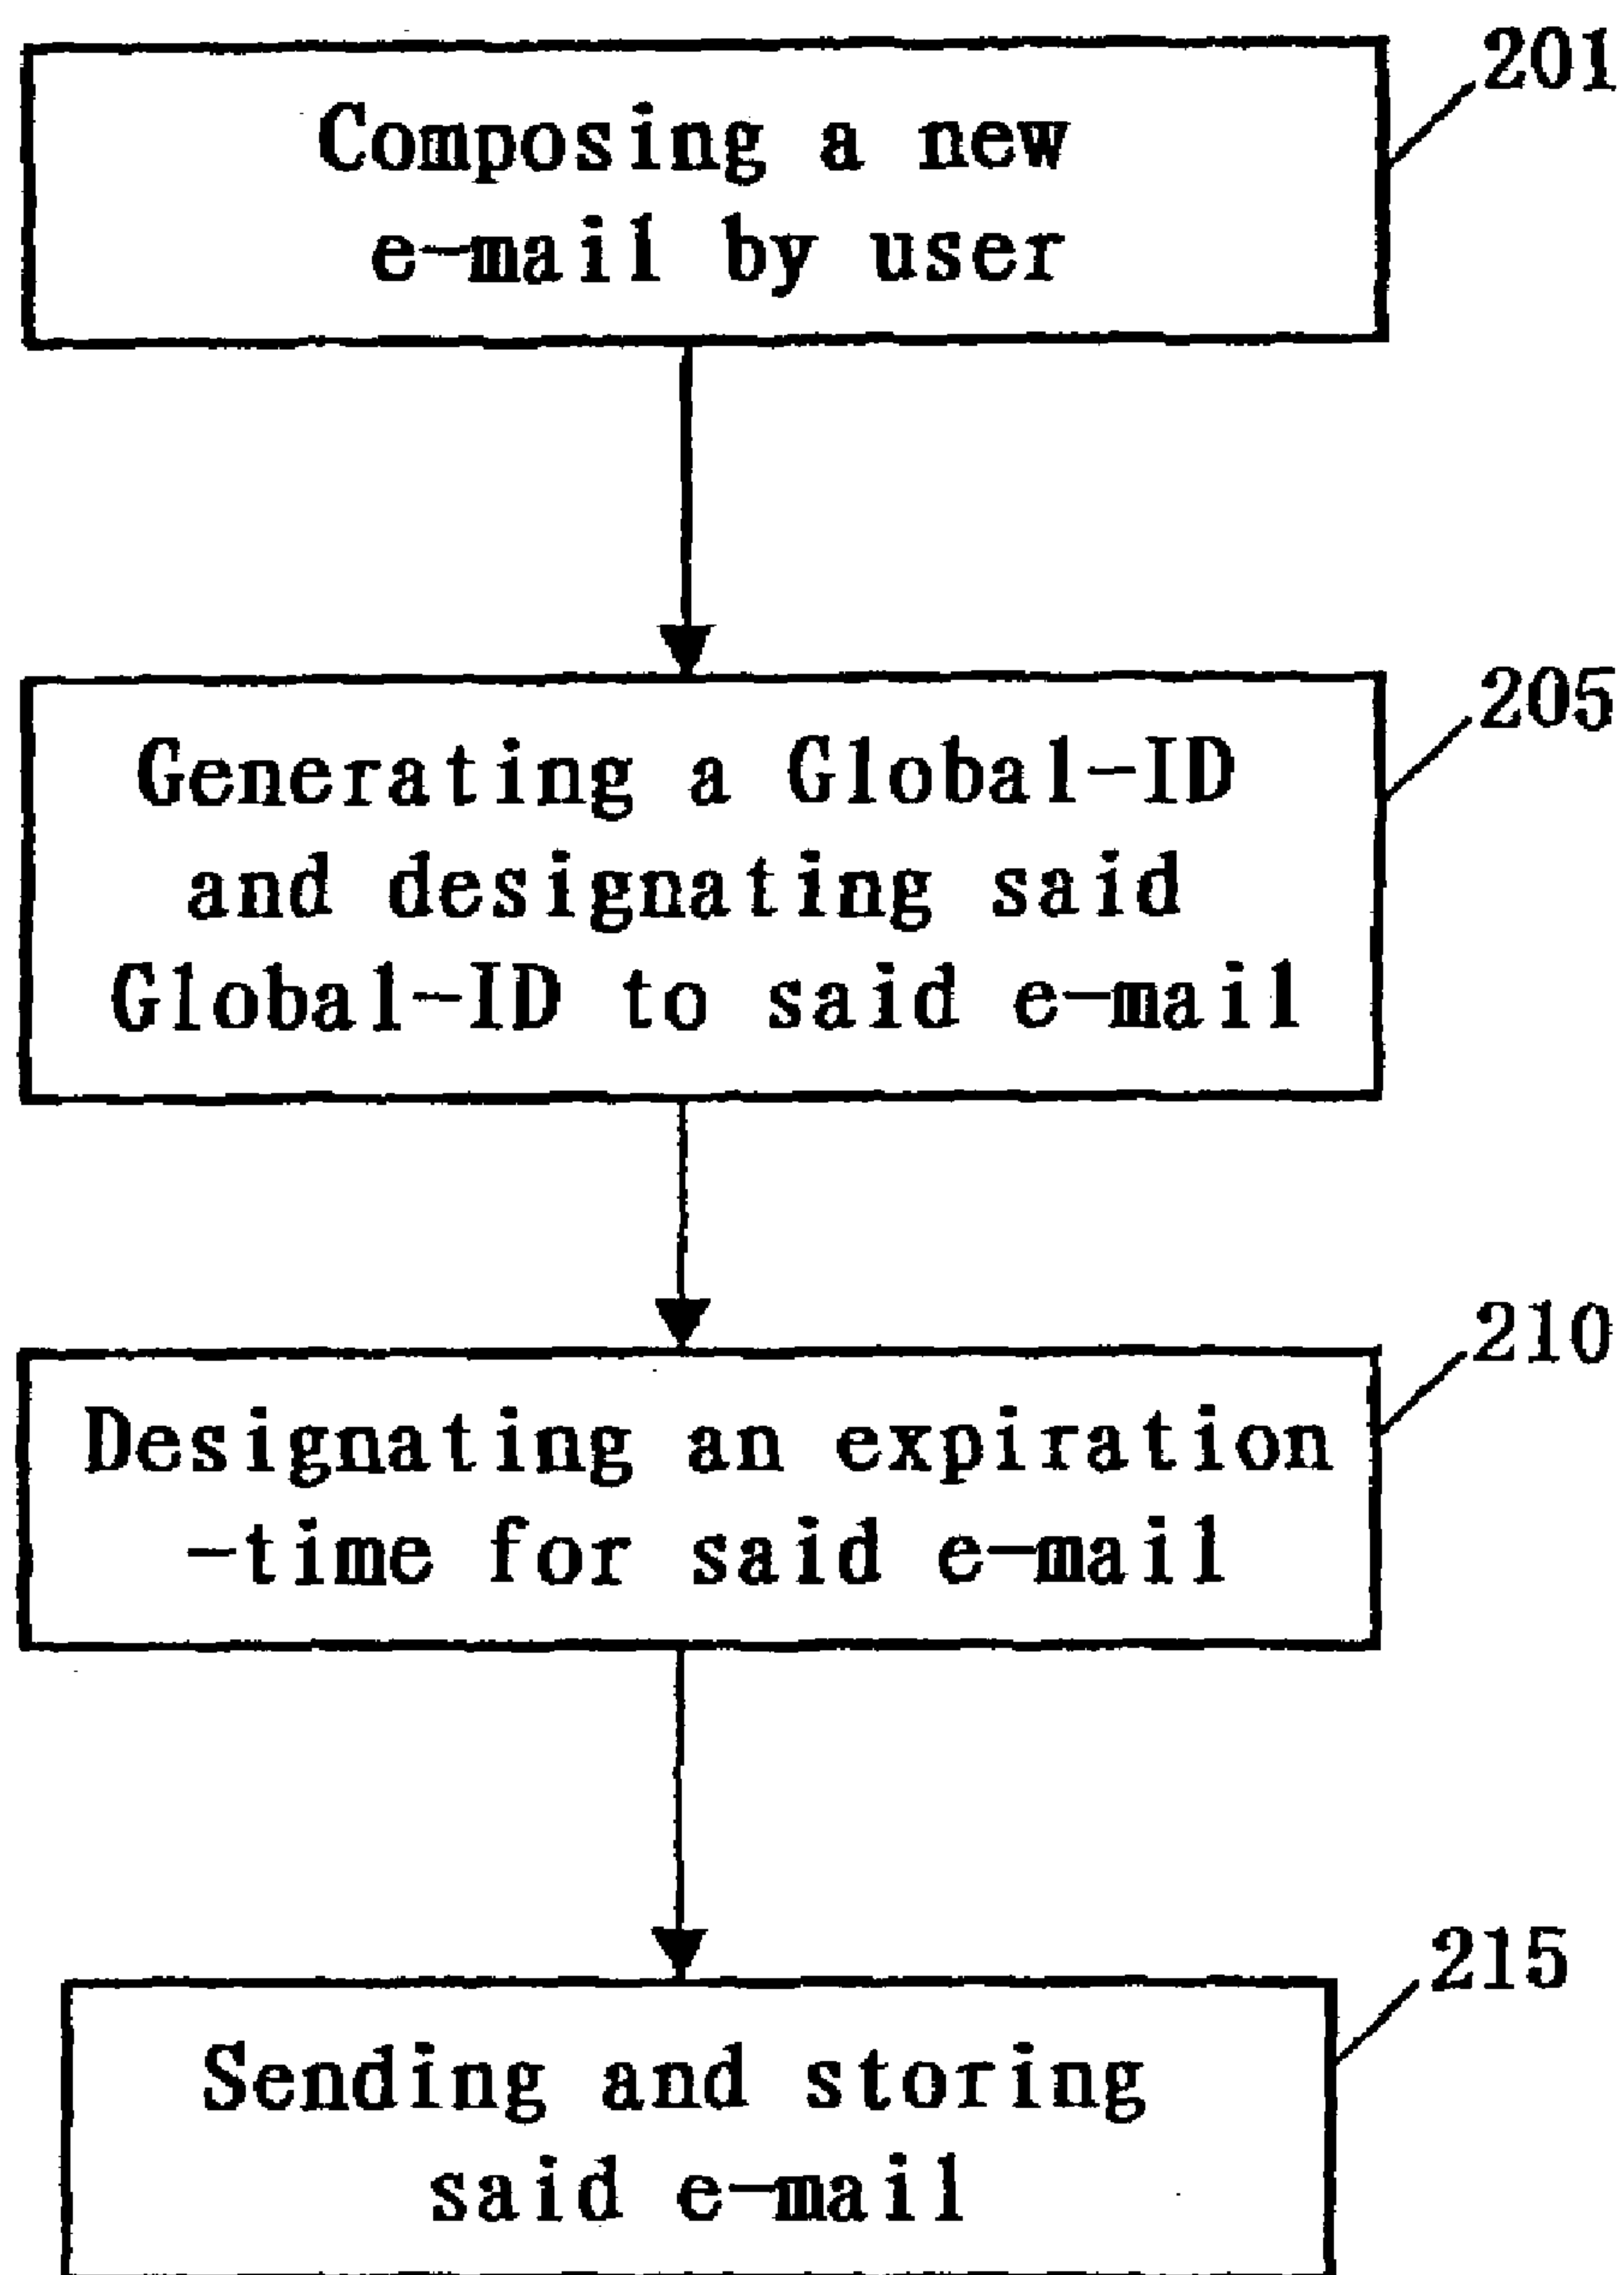 201
Composing a new
e-mail by user
205
Generating a Global-ID
and designating said
Global-ID to said e-mail
210
Designating an expiration
-time for said e-mail
215
Sending and storing
said e-mail